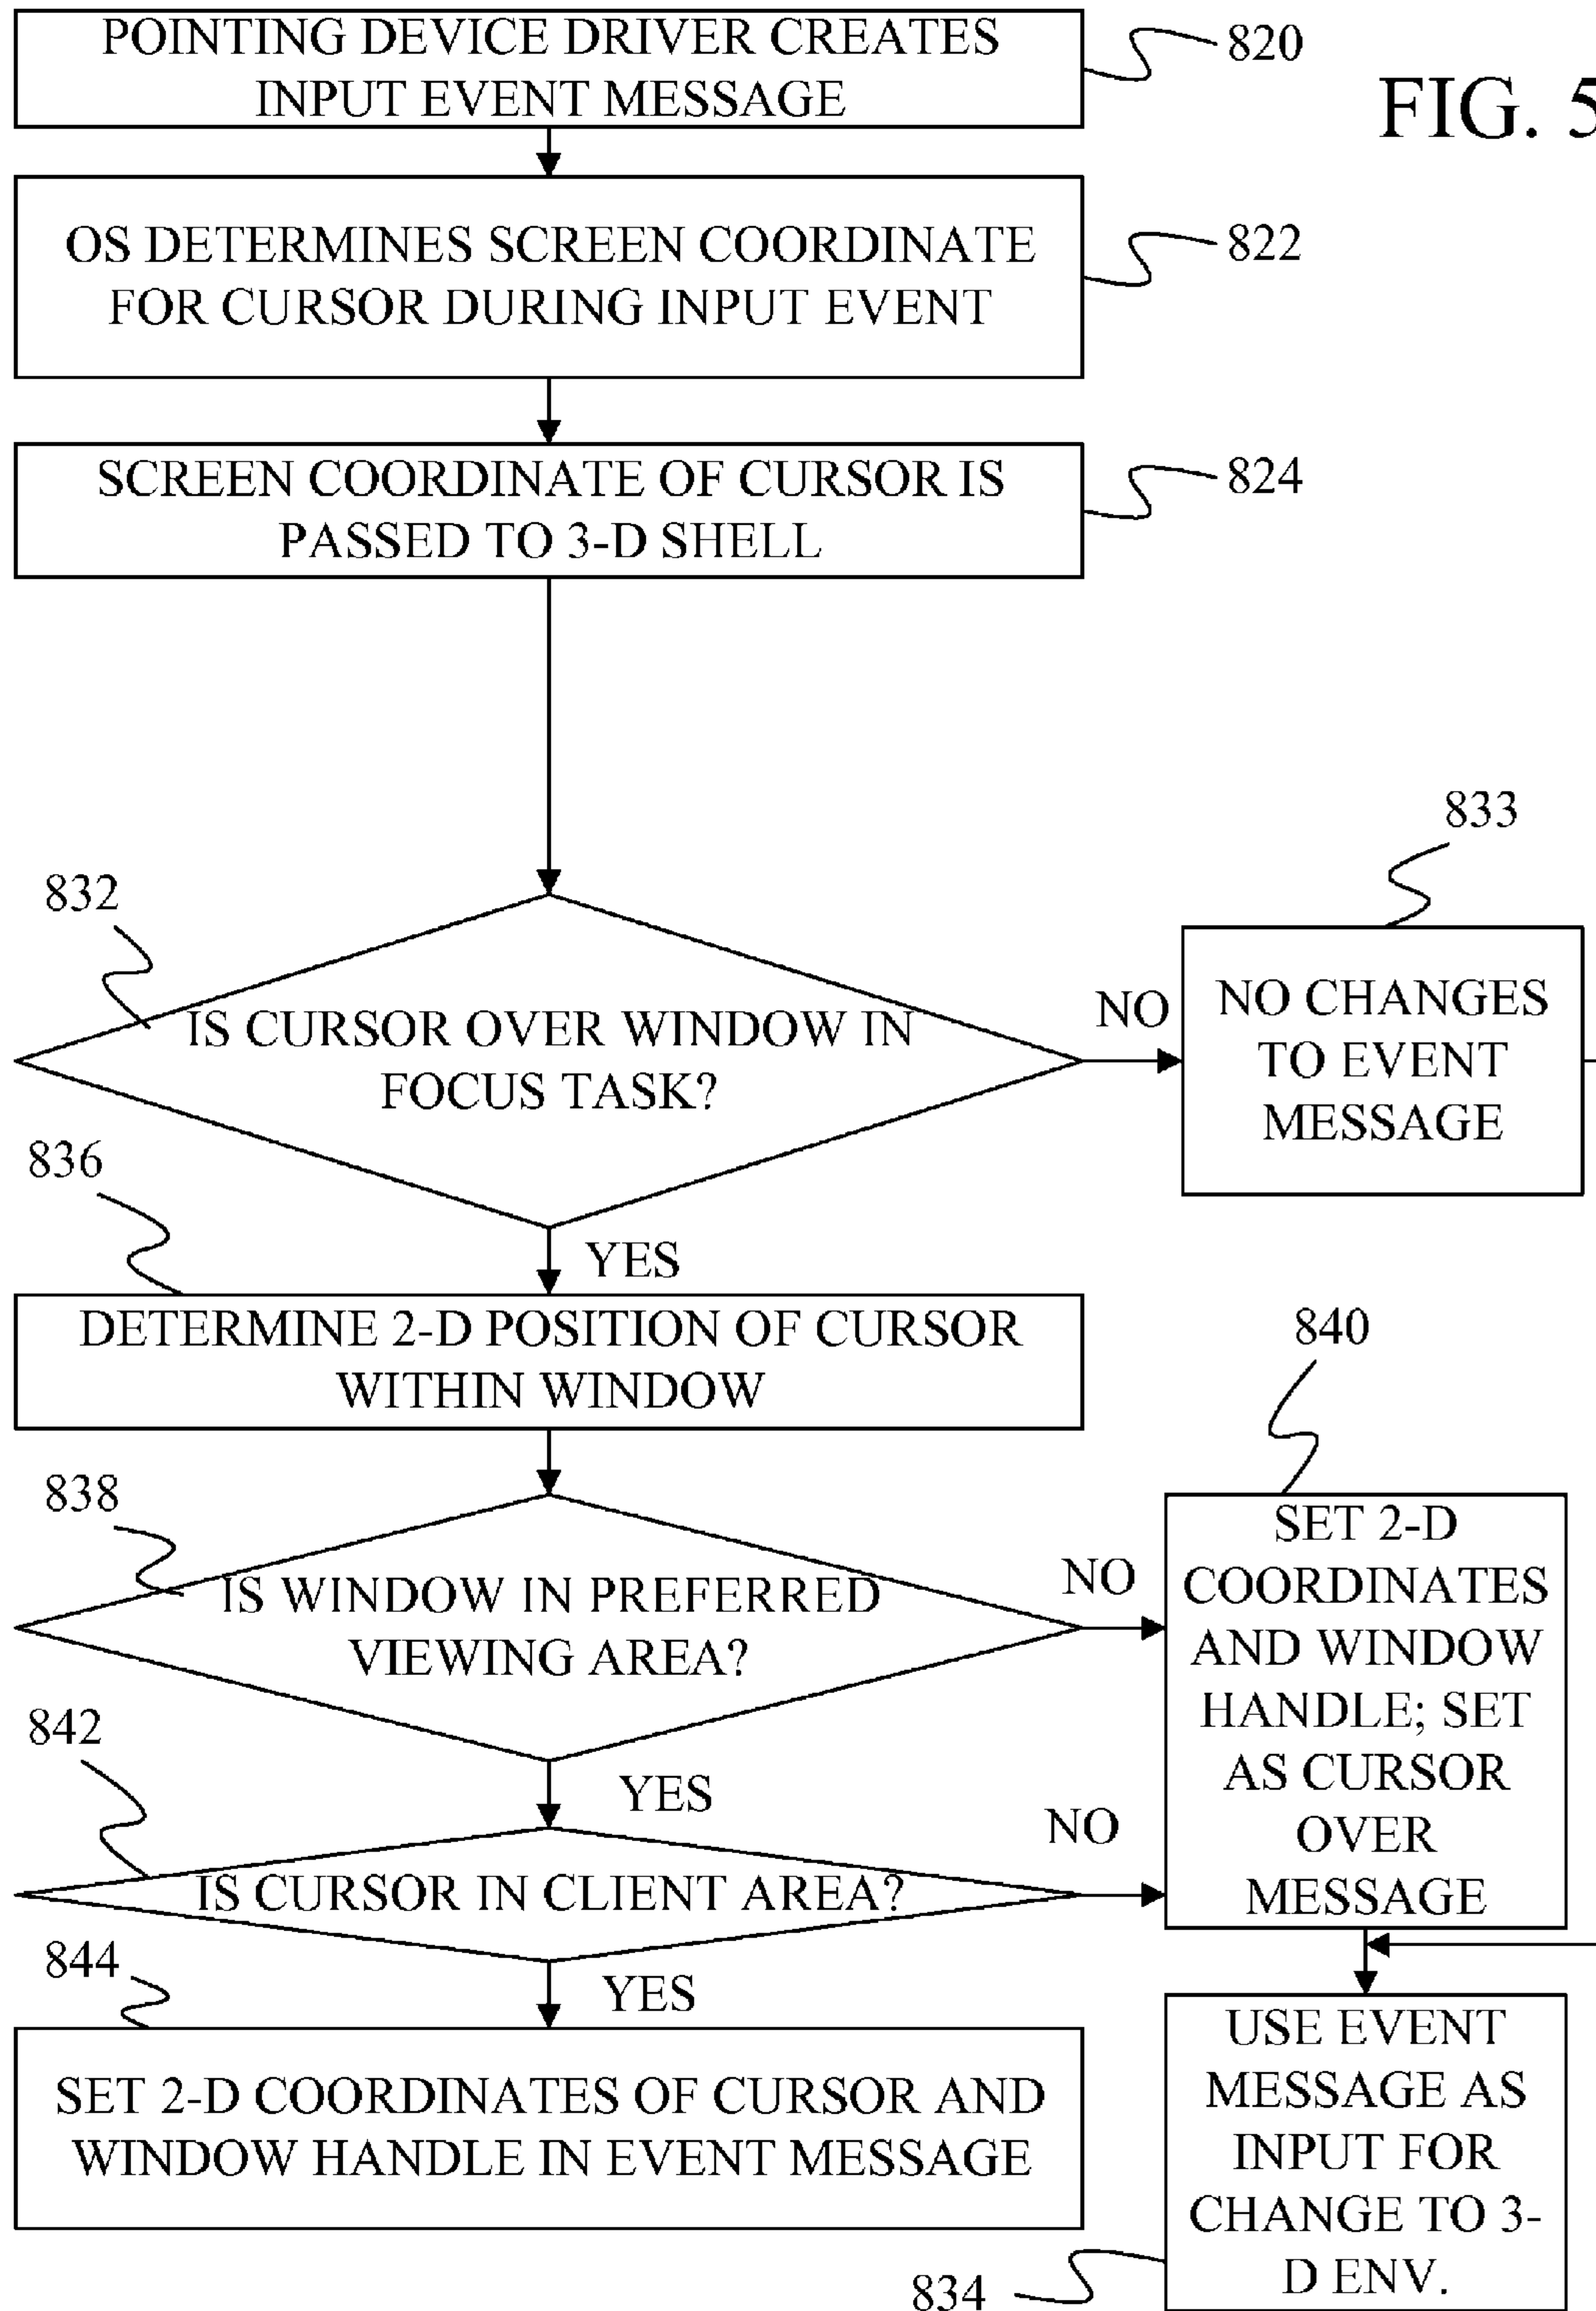 POINTING DEVICE DRIVER CREATES
INPUT EVENT MESSAGE
820
FIG. 5
OS DETERMINES SCREEN COORDINATE
FOR CURSOR DURING INPUT EVENT
822
SCREEN COORDINATE OF CURSOR IS
PASSED TO 3-D SHELL
824
832
IS CURSOR OVER WINDOW IN
FOCUS TASK?
NO
833
NO CHANGES
TO EVENT
MESSAGE
YES
836
DETERMINE 2-D POSITION OF CURSOR
WITHIN WINDOW
838
IS WINDOW IN PREFERRED
VIEWING AREA?
NO
840
SET 2-D
COORDINATES
AND WINDOW
HANDLE; SET
AS CURSOR
OVER
MESSAGE
YES
842
IS CURSOR IN CLIENT AREA?
NO
YES
844
SET 2-D COORDINATES OF CURSOR AND
WINDOW HANDLE IN EVENT MESSAGE
USE EVENT
MESSAGE AS
INPUT FOR
CHANGE TO 3-
D ENV.
834